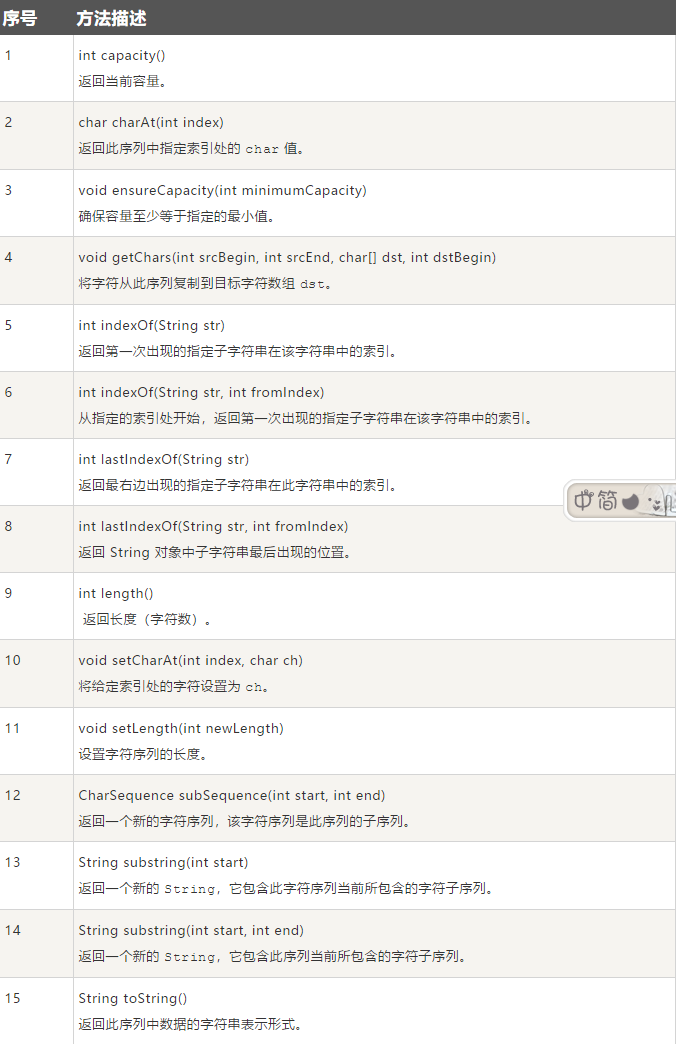 序号 方法描述
1 int capacity()
返回当前容量。
2 char charAt(int index)
返回此序列中指定索引处的 char 值。
3 void ensureCapacity(int minimumCapacity)
确保容量至少等于指定的最小值。
4 void getChars(int srcBegin, int srcEnd, char[] dst, int dstBegin)
将字符从此序列复制到目标字符数组 dst。
5 int indexOf(String str)
返回第一次出现的指定子字符串在该字符串中的索引。
6 int indexOf(String str, int fromIndex)
从指定的索引处开始，返回第一次出现的指定子字符串在该字符串中的索引。
7 int lastIndexOf(String str)
返回最右边出现的指定子字符串在此字符串中的索引。
中简
8 int lastIndexOf(String str, int fromIndex)
返回 String 对象中子字符串最后出现的位置。
9 int length()
返回长度（字符数）。
10 void setCharAt(int index, char ch)
将给定索引处的字符设置为 ch。
11 void setLength(int newLength)
设置字符序列的长度。
12 CharSequence subSequence(int start, int end)
返回一个新的字符序列，该字符序列是此序列的子序列。
13 String substring(int start)
返回一个新的 String，它包含此字符序列当前所包含的字符子序列。
14 String substring(int start, int end)
返回一个新的 String，它包含此序列当前所包含的字符子序列。
15 String toString()
返回此序列中数据的字符串表示形式。